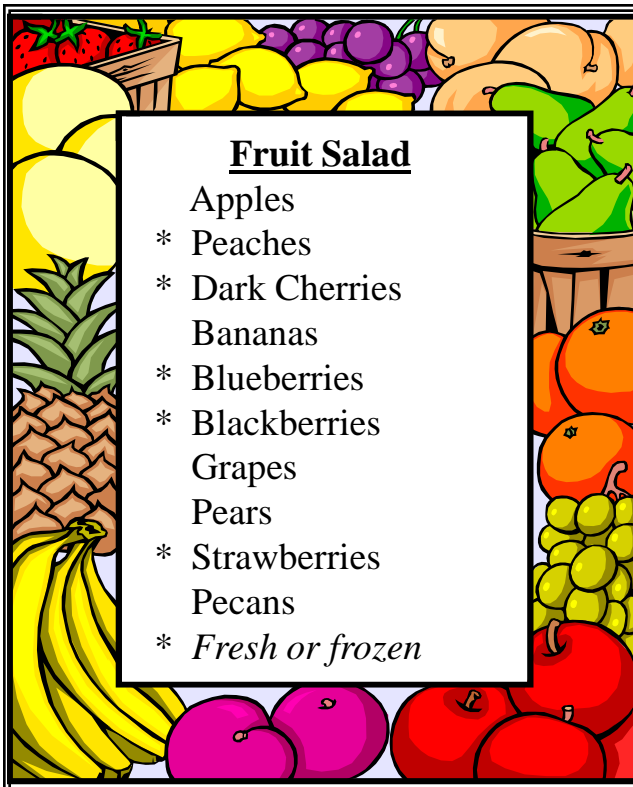 Fruit Salad
Apples
* Peaches
* Dark Cherries
Bananas
* Blueberries
* Blackberries
Grapes
Pears
* Strawberries
Pecans
* Fresh or frozen